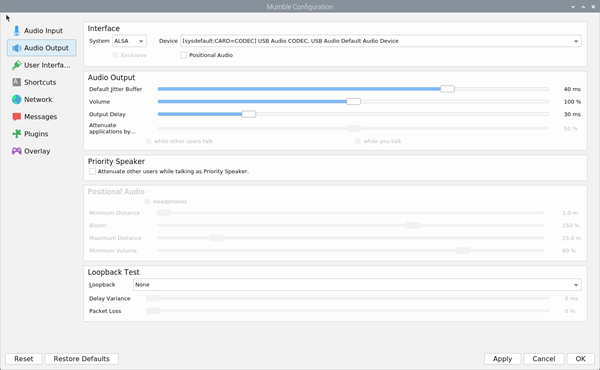 Mumble Configuration
Audio Input
Audio Output
User Interfa...
Shortcuts
Network
Messages
Plugins
Overlay
Interface
System ALSA Device [sysdefault:CARD=CODEC] USB Audio CODEC, USB Audio Default Audio Device
Exclusive Positional Audio
Audio Output
Default Jitter Buffer 40 ms
Volume 100 %
Output Delay 30 ms
Attenuate
applications by... 50 %
while other users talk while you talk
Priority Speaker
Attenuate other users while talking as Priority Speaker.
Positional Audio
Headphones
Minimum Distance 1.0 m
Bloom 150 %
Maximum Distance 15.0 m
Minimum Volume 80 %
Loopback Test
Loopback None
Delay Variance 0 ms
Packet Loss 0 %
Reset Restore Defaults Apply Cancel OK